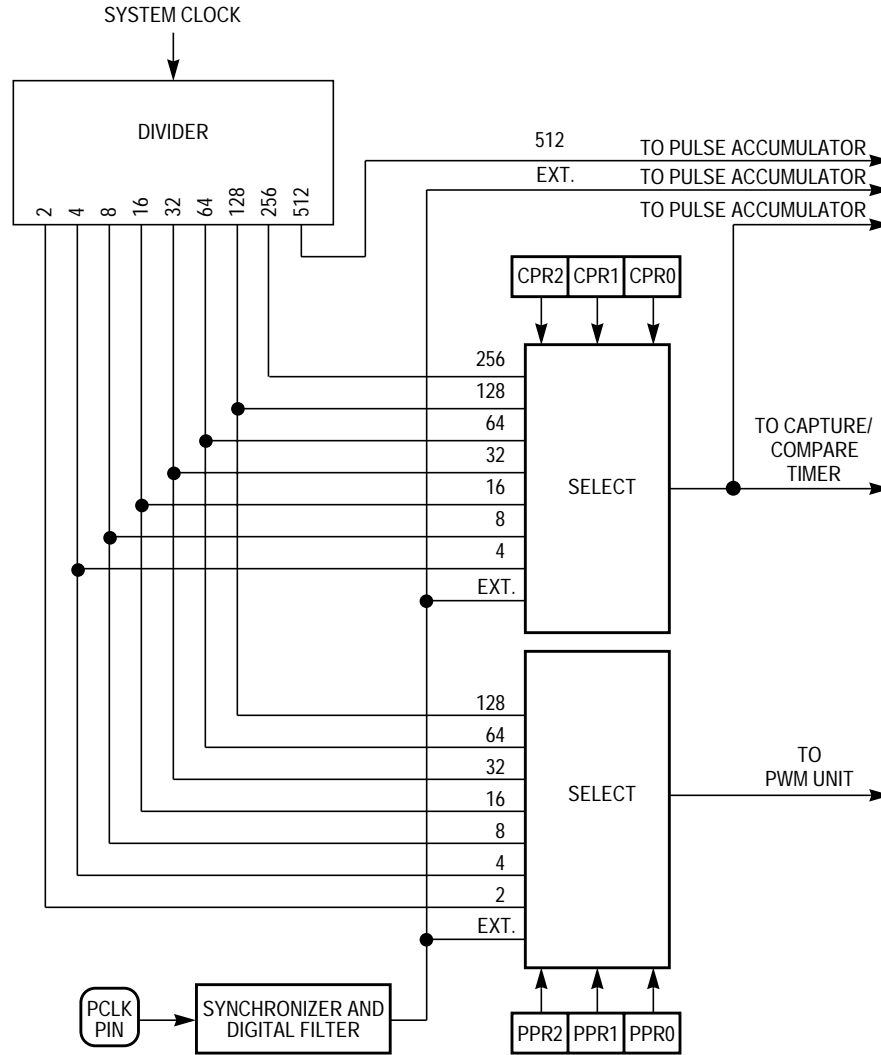 SYSTEM CLOCK
DIVIDER
2 4 8 16 32 64 128 256 512
512 TO PULSE ACCUMULATOR
EXT. TO PULSE ACCUMULATOR
TO PULSE ACCUMULATOR
CPR2 CPR1 CPR0
256
128
64
32
16
8
4
EXT.
SELECT
TO CAPTURE/
COMPARE
TIMER
128
64
32
16
8
4
2
EXT.
SELECT
TO
PWM UNIT
PCLK
PIN
SYNCHRONIZER AND
DIGITAL FILTER
PPR2 PPR1 PPR0